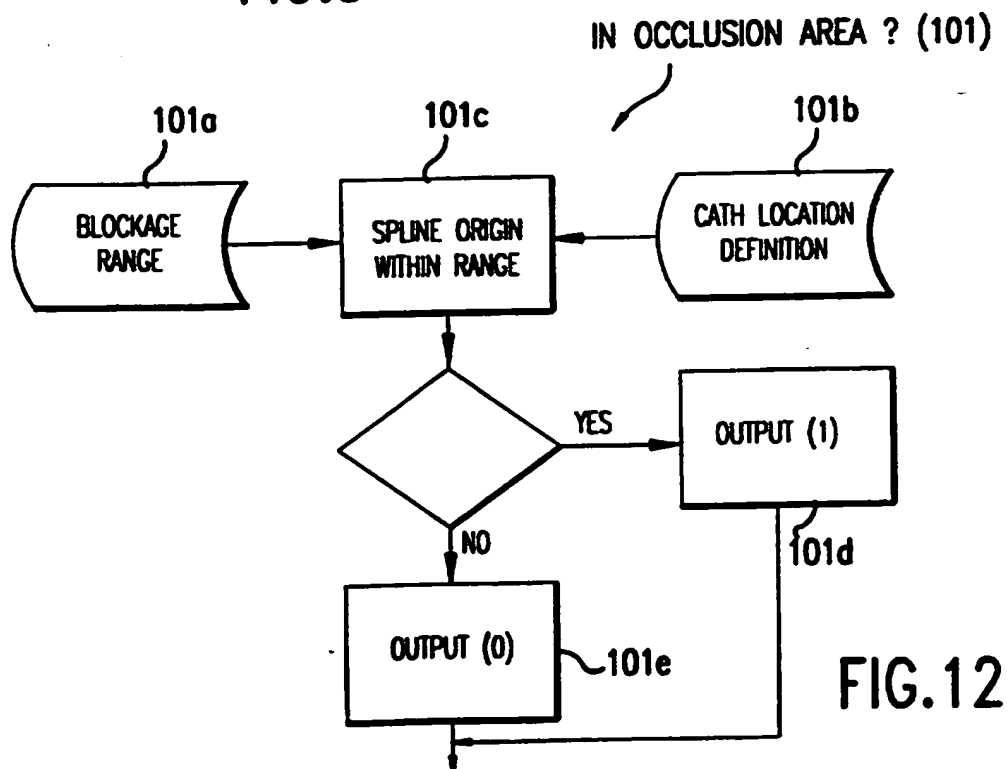 IN OCCLUSION AREA ? (101)
101a
101c
101b
BLOCKAGE
RANGE
SPLINE ORIGIN
WITHIN RANGE
CATH LOCATION
DEFINITION
YES
OUTPUT (1)
101d
NO
OUTPUT (0)
101e
FIG.12